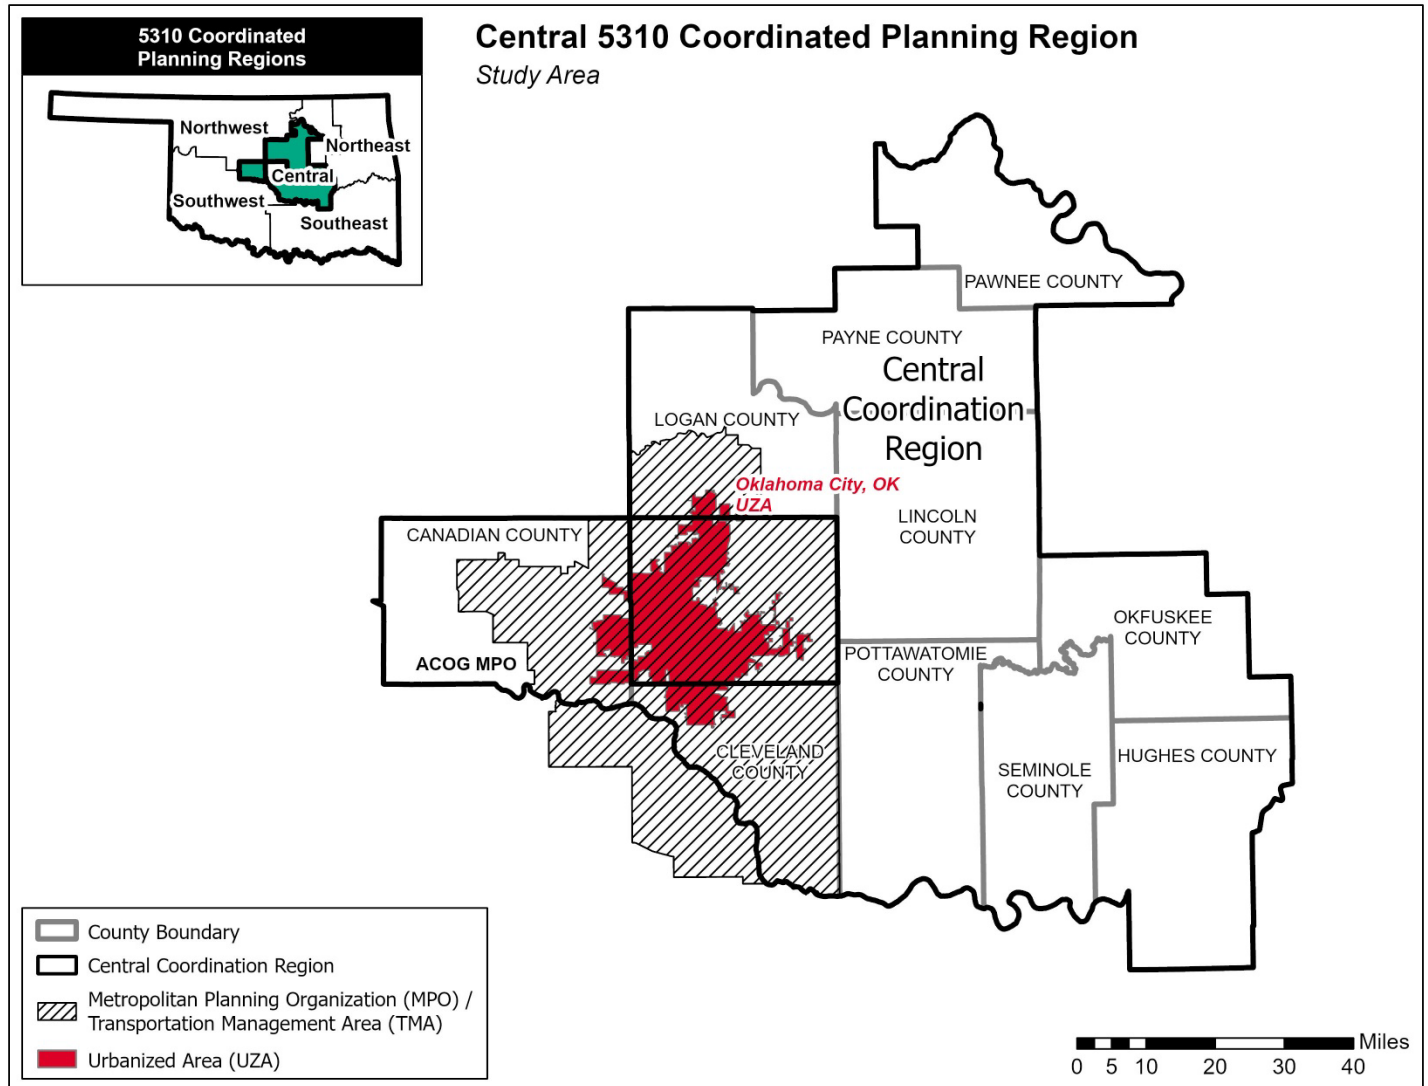 5310 Coordinated
Planning Regions
Northwest
Northeast
Central
Southwest
Southeast
Central 5310 Coordinated Planning Region
Study Area
PAWNEE COUNTY
PAYNE COUNTY
Central
Coordination
Region
LOGAN COUNTY
Oklahoma City, OK
UZA
LINCOLN
COUNTY
CANADIAN COUNTY
OKFUSKEE
COUNTY
POTTAWATOMIE
COUNTY
ACOG MPO
CLEVELAND
COUNTY
SEMINOLE
COUNTY
HUGHES COUNTY
County Boundary
Central Coordination Region
Metropolitan Planning Organization (MPO) /
Transportation Management Area (TMA)
Urbanized Area (UZA)
Miles
0 5 10 20 30 40